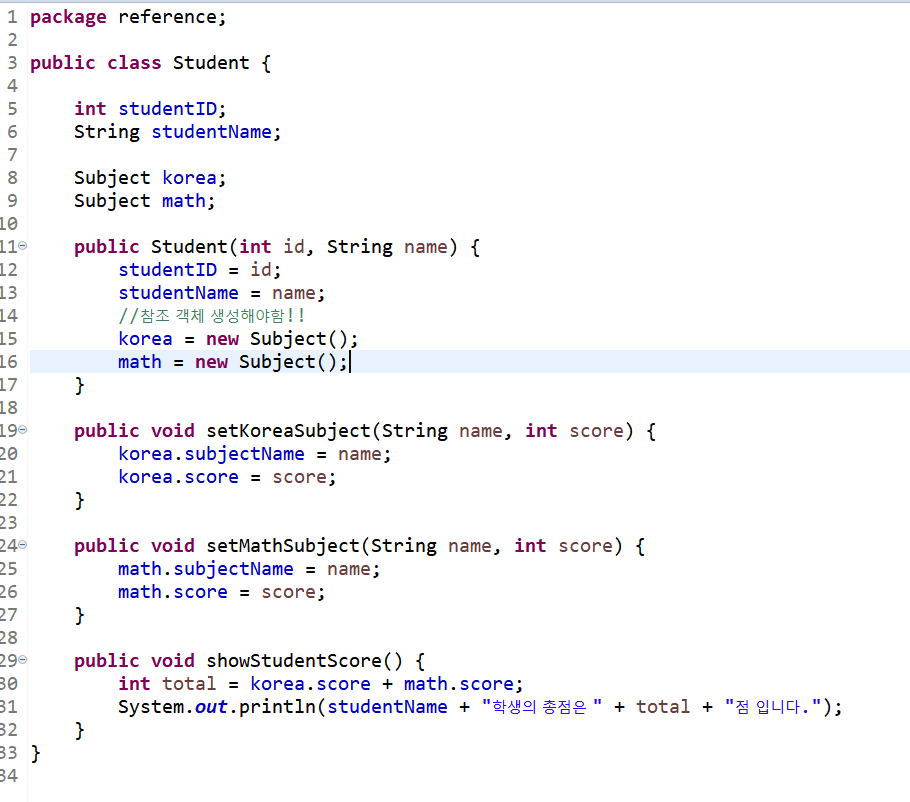 1 package reference;
2
3 public class Student {
4
5     int studentID;
6     String studentName;
7
8     Subject korea;
9     Subject math;
10
11     public Student(int id, String name) {
12         studentID = id;
13         studentName = name;
14         //참조 객체 생성해야함!!
15         korea = new Subject();
16         math = new Subject();
17     }
18
19     public void setKoreaSubject(String name, int score) {
20         korea.subjectName = name;
21         korea.score = score;
22     }
23
24     public void setMathSubject(String name, int score) {
25         math.subjectName = name;
26         math.score = score;
27     }
28
29     public void showStudentScore() {
30         int total = korea.score + math.score;
31         System.out.println(studentName + "학생의 총점은 " + total + "점 입니다.");
32     }
33 }
34